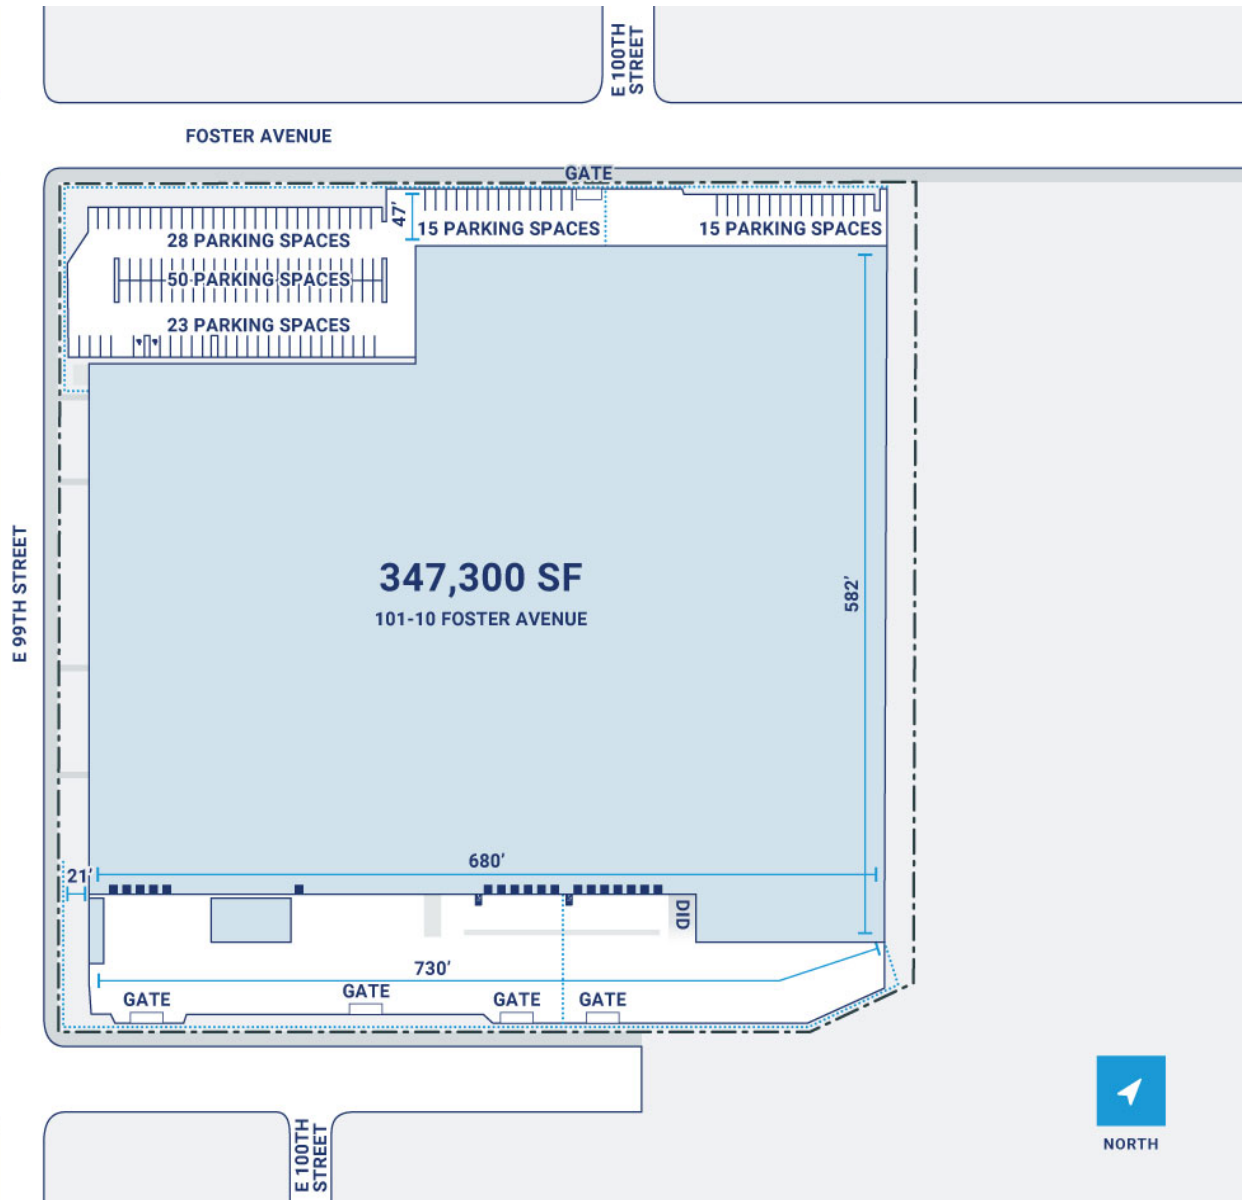 E 100TH
STREET
FOSTER AVENUE
GATE
47'
15 PARKING SPACES
15 PARKING SPACES
28 PARKING SPACES
50 PARKING SPACES
23 PARKING SPACES
347,300 SF
101-10 FOSTER AVENUE
582'
E 99TH STREET
680'
21'
DID
730'
GATE
GATE
GATE
GATE
E 100TH
STREET
NORTH